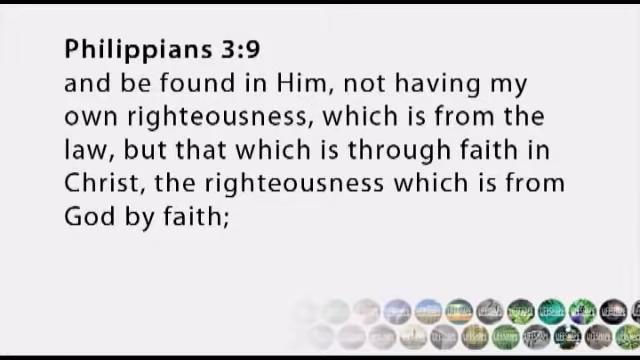 Philippians 3:9
and be found in Him, not having my
own righteousness, which is from the
law, but that which is through faith in
Christ, the righteousness which is from
God by faith;